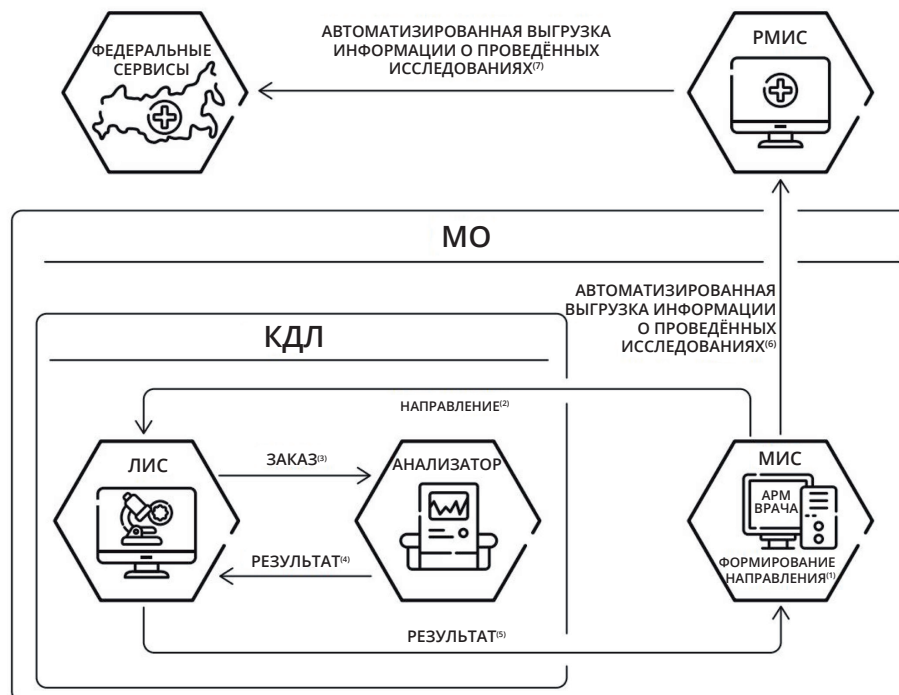 ФЕДЕРАЛЬНЫЕ
СЕРВИСЫ
АВТОМАТИЗИРОВАННАЯ ВЫГРУЗКА
ИНФОРМАЦИИ О ПРОВЕДЁННЫХ
ИССЛЕДОВАНИЯХ(7)
РМИС
МО
АВТОМАТИЗИРОВАННАЯ
ВЫГРУЗКА ИНФОРМАЦИИ
О ПРОВЕДЁННЫХ
ИССЛЕДОВАНИЯХ(6)
КДЛ
НАПРАВЛЕНИЕ(2)
ЛИС
ЗАКАЗ(3)
АНАЛИЗАТОР
РЕЗУЛЬТАТ(4)
МИС
АРМ
ВРАЧА
ФОРМИРОВАНИЕ
НАПРАВЛЕНИЯ(1)
РЕЗУЛЬТАТ(5)